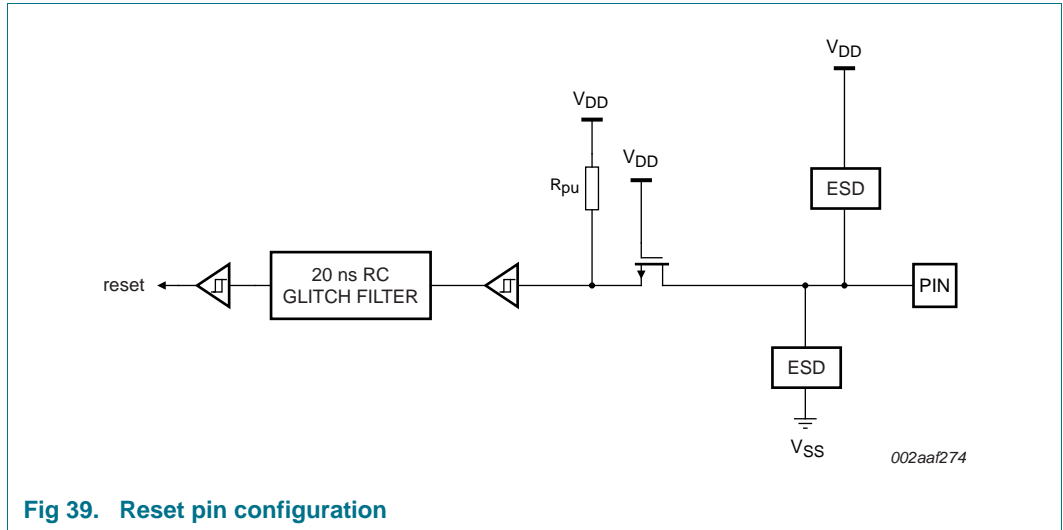 VDD
VDD
VDD
Rpu
ESD
reset
20 ns RC
GLITCH FILTER
PIN
ESD
VSS
002aaf274
Fig 39. Reset pin configuration